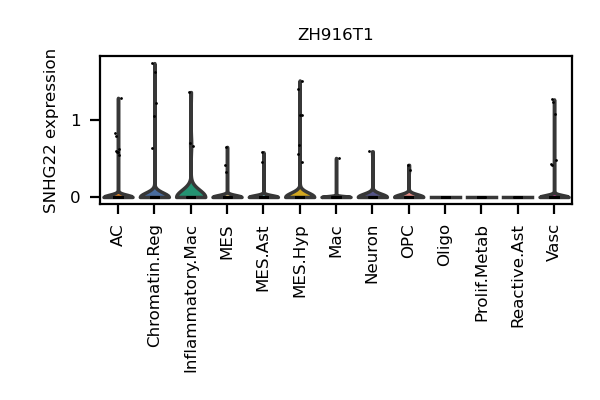 ZH916T1
SNHG22 expression
1
0
AC
Chromatin.Reg
Inflammatory.Mac
MES
MES.Ast
MES.Hyp
Mac
Neuron
OPC
Oligo
Prolif.Metab
Reactive.Ast
Vasc